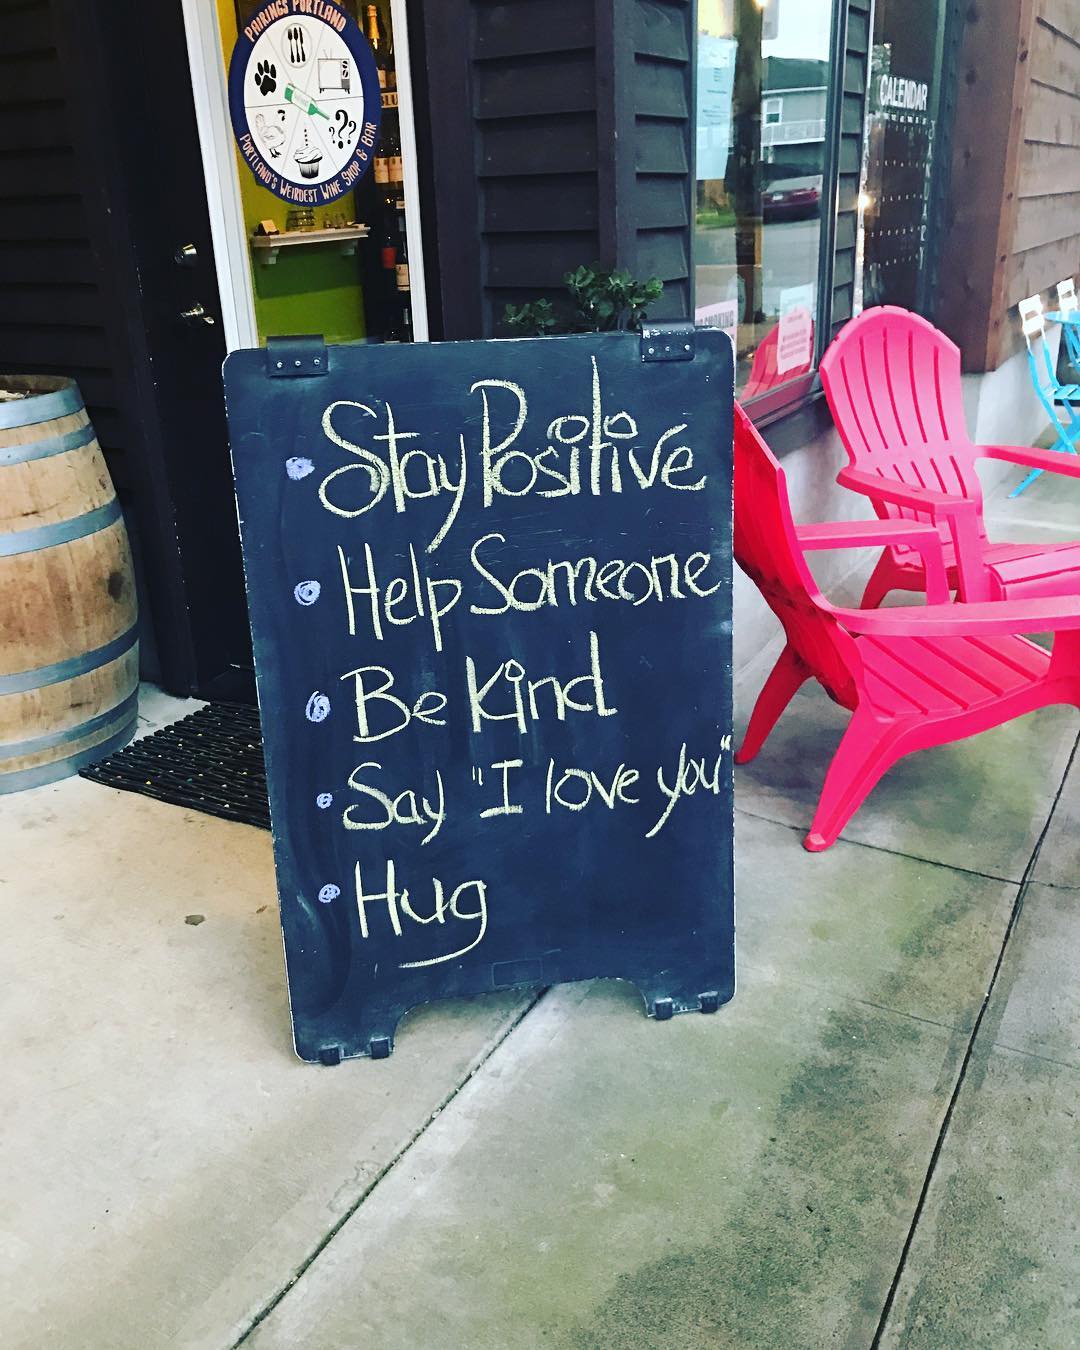 PAIRINGS PORTLAND
PORTLAND'S WEIRDEST WINE SHOP & BAR
CALENDAR
Stay Positive
Help Someone
Be Kind
Say "I love you"
Hug